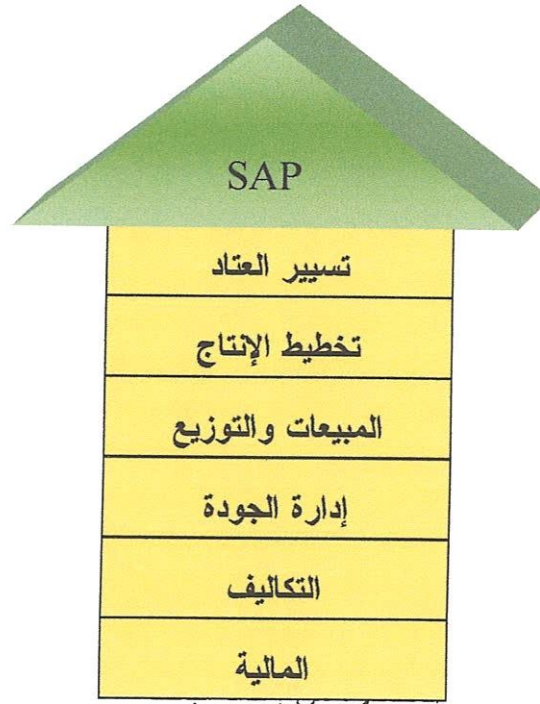 SAP
تسيير العتاد
تخطيط الإنتاج
المبيعات والتوزيع
إدارة الجودة
التكاليف
المالية